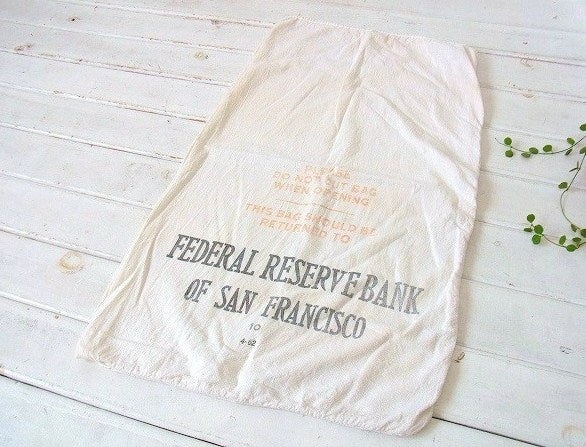 PLEASE
DO NOT CUT BAG
WHEN OPENING
THIS BAG SHOULD BE
RETURNED TO
FEDERAL RESERVE BANK
OF SAN FRANCISCO
10
4-62